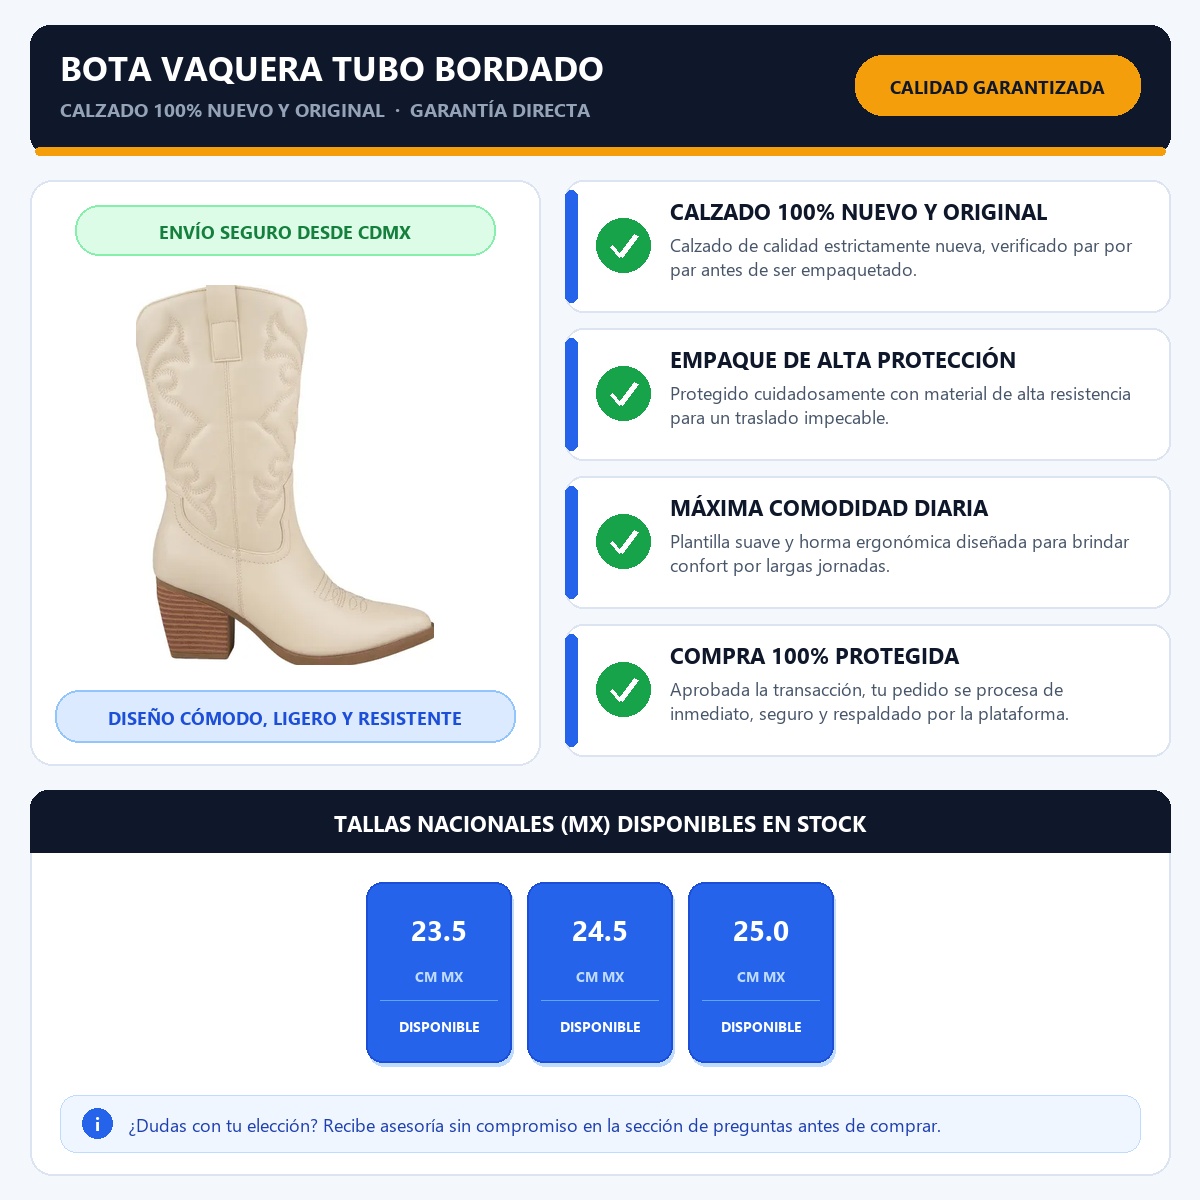 BOTA VAQUERA TUBO BORDADO
CALZADO 100% NUEVO Y ORIGINAL · GARANTÍA DIRECTA
CALIDAD GARANTIZADA
ENVÍO SEGURO DESDE CDMX
DISEÑO CÓMODO, LIGERO Y RESISTENTE
CALZADO 100% NUEVO Y ORIGINAL
Calzado de calidad estrictamente nueva, verificado par por
par antes de ser empaquetado.
EMPAQUE DE ALTA PROTECCIÓN
Protegido cuidadosamente con material de alta resistencia
para un traslado impecable.
MÁXIMA COMODIDAD DIARIA
Plantilla suave y horma ergonómica diseñada para brindar
confort por largas jornadas.
COMPRA 100% PROTEGIDA
Aprobada la transacción, tu pedido se procesa de
inmediato, seguro y respaldado por la plataforma.
TALLAS NACIONALES (MX) DISPONIBLES EN STOCK
23.5
CM MX
DISPONIBLE
24.5
CM MX
DISPONIBLE
25.0
CM MX
DISPONIBLE
¿Dudas con tu elección? Recibe asesoría sin compromiso en la sección de preguntas antes de comprar.